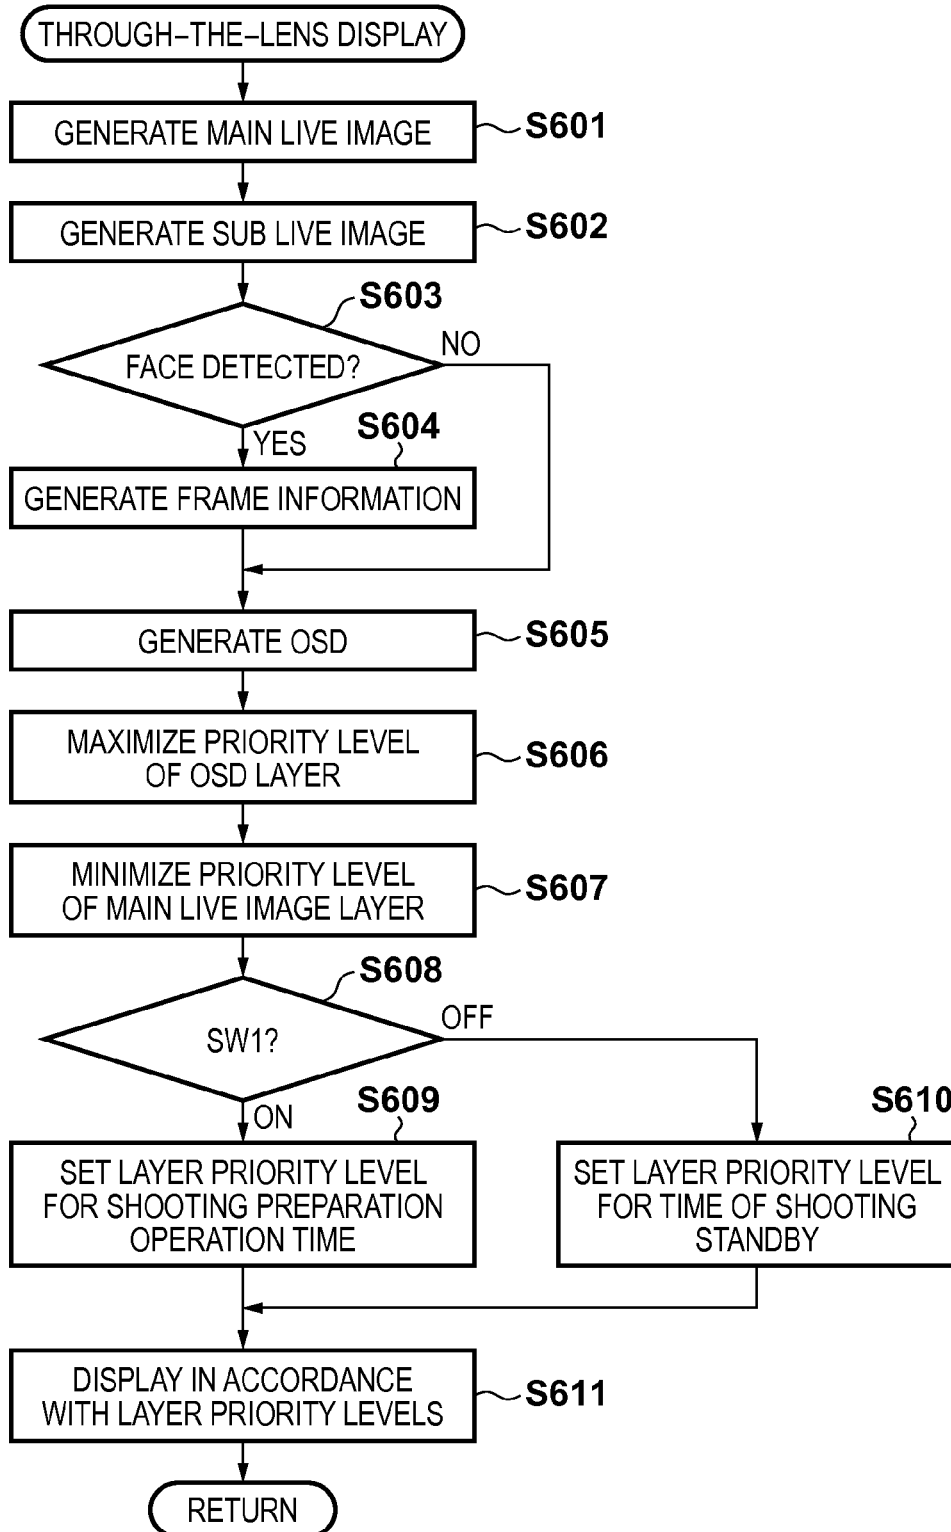 THROUGH-THE-LENS DISPLAY
GENERATE MAIN LIVE IMAGE
S601
GENERATE SUB LIVE IMAGE
S602
S603
FACE DETECTED?
NO
YES
S604
GENERATE FRAME INFORMATION
GENERATE OSD
S605
MAXIMIZE PRIORITY LEVEL
OF OSD LAYER
S606
MINIMIZE PRIORITY LEVEL
OF MAIN LIVE IMAGE LAYER
S607
S608
SW1?
OFF
ON
S609
SET LAYER PRIORITY LEVEL
FOR SHOOTING PREPARATION
OPERATION TIME
S610
SET LAYER PRIORITY LEVEL
FOR TIME OF SHOOTING
STANDBY
DISPLAY IN ACCORDANCE
WITH LAYER PRIORITY LEVELS
S611
RETURN